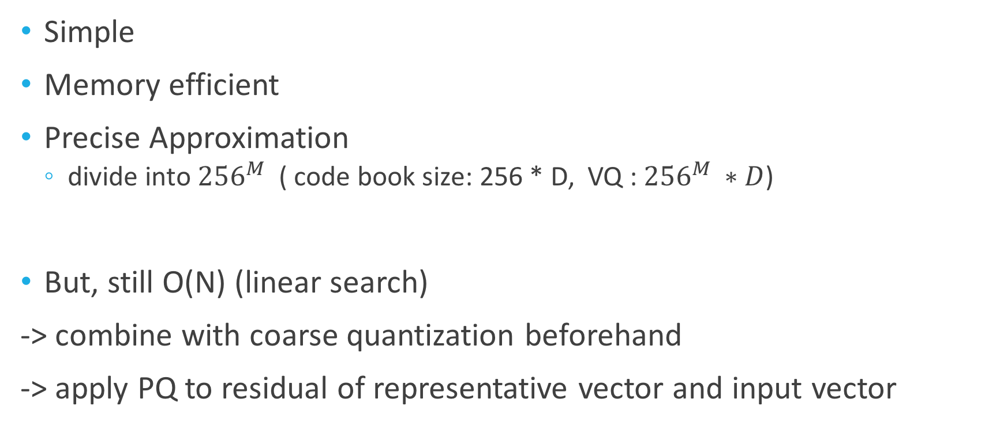 • Simple
• Memory efficient
• Precise Approximation
◦ divide into 256^M ( code book size: 256 * D, VQ : 256^M * D)
• But, still O(N) (linear search)
-> combine with coarse quantization beforehand
-> apply PQ to residual of representative vector and input vector